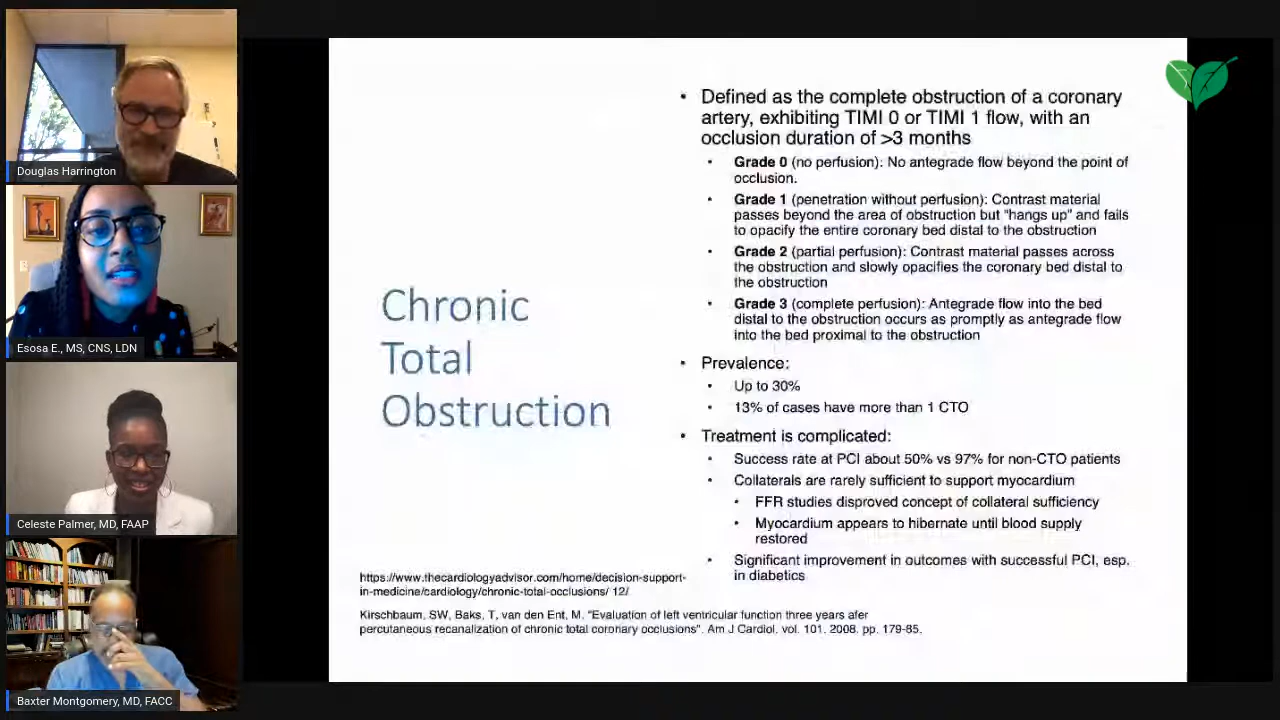 Douglas Harrington
Esosa E., MS, CNS, LDN
Celeste Palmer, MD, FAAP
Baxter Montgomery, MD, FACC
Chronic
Total
Obstruction
• Defined as the complete obstruction of a coronary
artery, exhibiting TIMI 0 or TIMI 1 flow, with an
occlusion duration of >3 months
• Grade 0 (no perfusion): No antegrade flow beyond the point of
occlusion.
• Grade 1 (penetration without perfusion): Contrast material
passes beyond the area of obstruction but "hangs up" and fails
to opacify the entire coronary bed distal to the obstruction
• Grade 2 (partial perfusion): Contrast material passes across
the obstruction and slowly opacifies the coronary bed distal to
the obstruction
• Grade 3 (complete perfusion): Antegrade flow into the bed
distal to the obstruction occurs as promptly as antegrade flow
into the bed proximal to the obstruction
• Prevalence:
• Up to 30%
• 13% of cases have more than 1 CTO
• Treatment is complicated:
• Success rate at PCI about 50% vs 97% for non-CTO patients
• Collaterals are rarely sufficient to support myocardium
• FFR studies disproved concept of collateral sufficiency
• Myocardium appears to hibernate until blood supply
restored
• Significant improvement in outcomes with successful PCI, esp.
in diabetics
https://www.thecardiologyadvisor.com/home/decision-support-
in-medicine/cardiology/chronic-total-occlusions/ 12/
Kirschbaum, SW, Baks, T, van den Ent, M. "Evaluation of left ventricular function three years afer
percutaneous recanalization of chronic total coronary occlusions". Am J Cardiol. vol. 101. 2008. pp. 179-85.